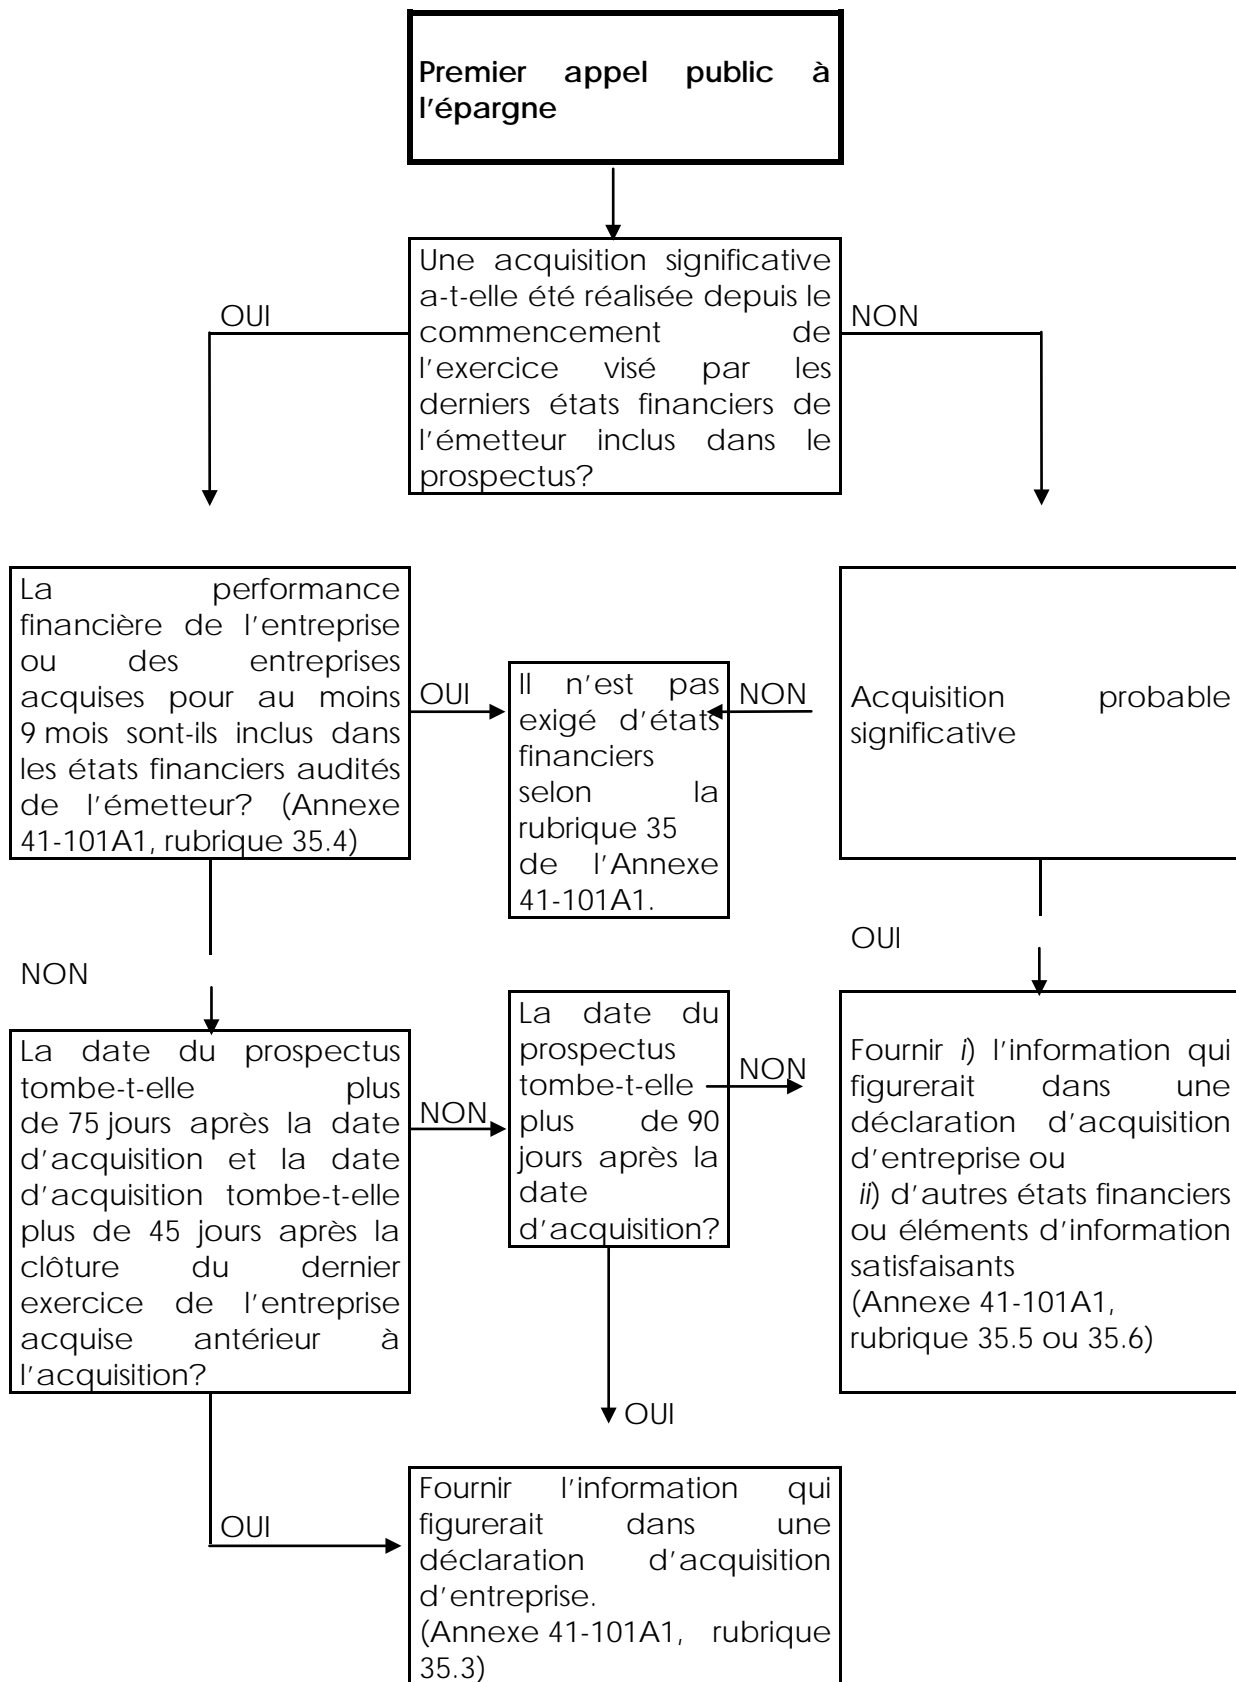 Premier appel public à
l'épargne
Une acquisition significative
a-t-elle été réalisée depuis le
commencement de
l'exercice visé par les
derniers états financiers de
l'émetteur inclus dans le
prospectus?
OUI
NON
La performance
financière de l'entreprise
ou des entreprises
acquises pour au moins
9 mois sont-ils inclus dans
les états financiers audités
de l'émetteur? (Annexe
41-101A1, rubrique 35.4)
OUI
Il n'est pas
exigé d'états
financiers
selon la
rubrique 35
de l'Annexe
41-101A1.
NON
Acquisition probable
significative
NON
OUI
La date du prospectus
tombe-t-elle plus
de 75 jours après la date
d'acquisition et la date
d'acquisition tombe-t-elle
plus de 45 jours après la
clôture du dernier
exercice de l'entreprise
acquise antérieur à
l'acquisition?
NON
La date du
prospectus
tombe-t-elle
plus de 90
jours après la
date
d'acquisition?
NON
Fournir i) l'information qui
figurerait dans une
déclaration d'acquisition
d'entreprise ou
ii) d'autres états financiers
ou éléments d'information
satisfaisants
(Annexe 41-101A1,
rubrique 35.5 ou 35.6)
OUI
OUI
Fournir l'information qui
figurerait dans une
déclaration d'acquisition
d'entreprise.
(Annexe 41-101A1, rubrique
35.3)